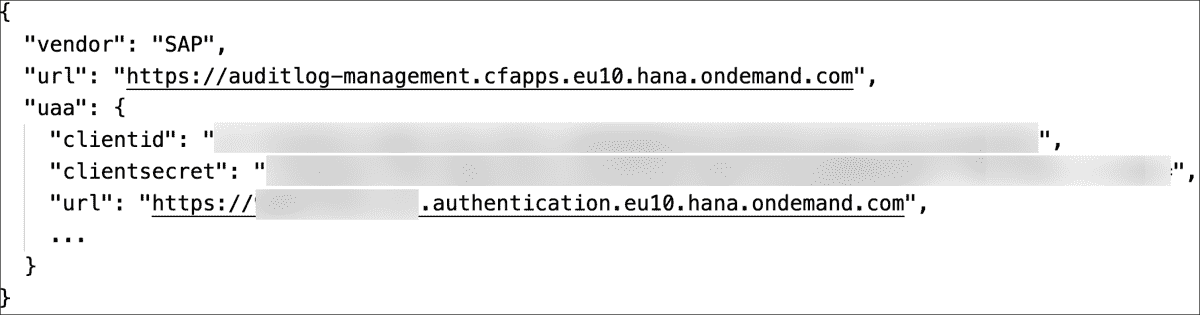 {
"vendor": "SAP",
"url": "https://auditlog-management.cfapps.eu10.hana.ondemand.com",
"uaa": {
"clientid": "",
"clientsecret": "",
"url": "https:// .authentication.eu10.hana.ondemand.com",
...
}
}